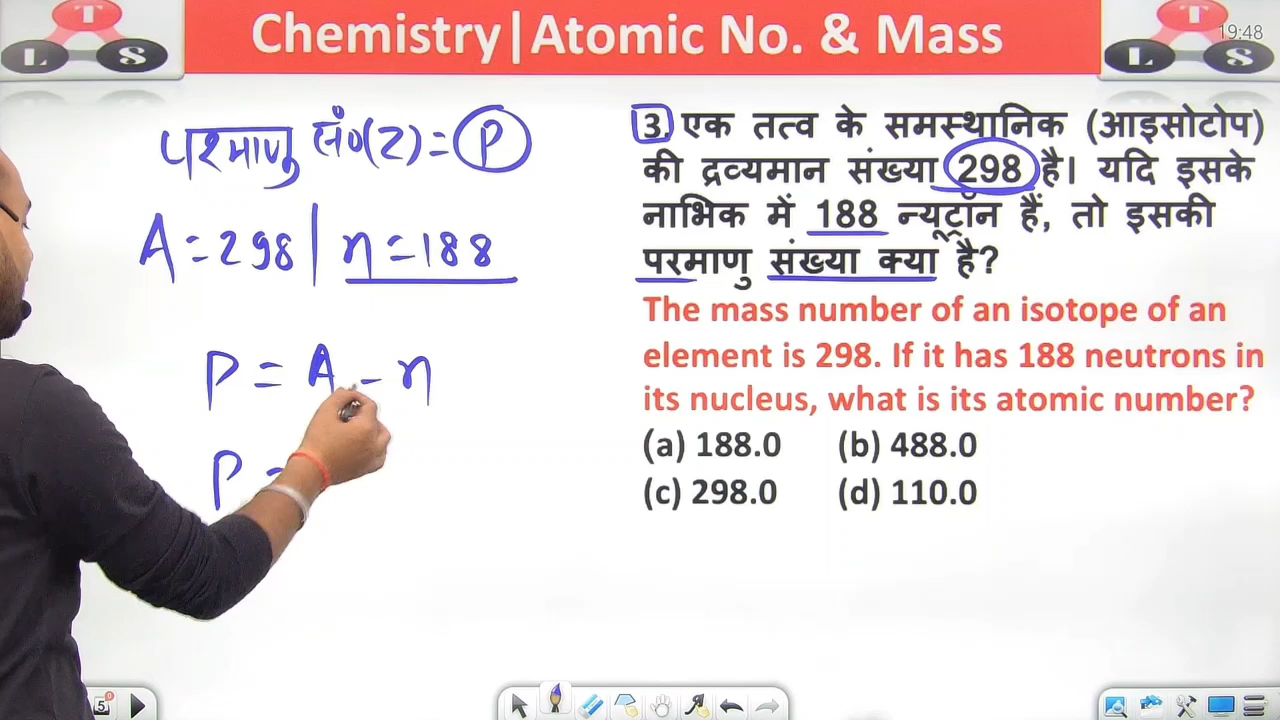 Chemistry|Atomic No. & Mass
T
L S
T
L S
19:48
परमाणु सं०(Z) = P
A = 298 | n = 188
P = A - n
P =
3. एक तत्व के समस्थानिक (आइसोटोप)
की द्रव्यमान संख्या 298 है। यदि इसके
नाभिक में 188 न्यूट्रॉन हैं, तो इसकी
परमाणु संख्या क्या है?
The mass number of an isotope of an
element is 298. If it has 188 neutrons in
its nucleus, what is its atomic number?
(a) 188.0 (b) 488.0
(c) 298.0 (d) 110.0
5 0